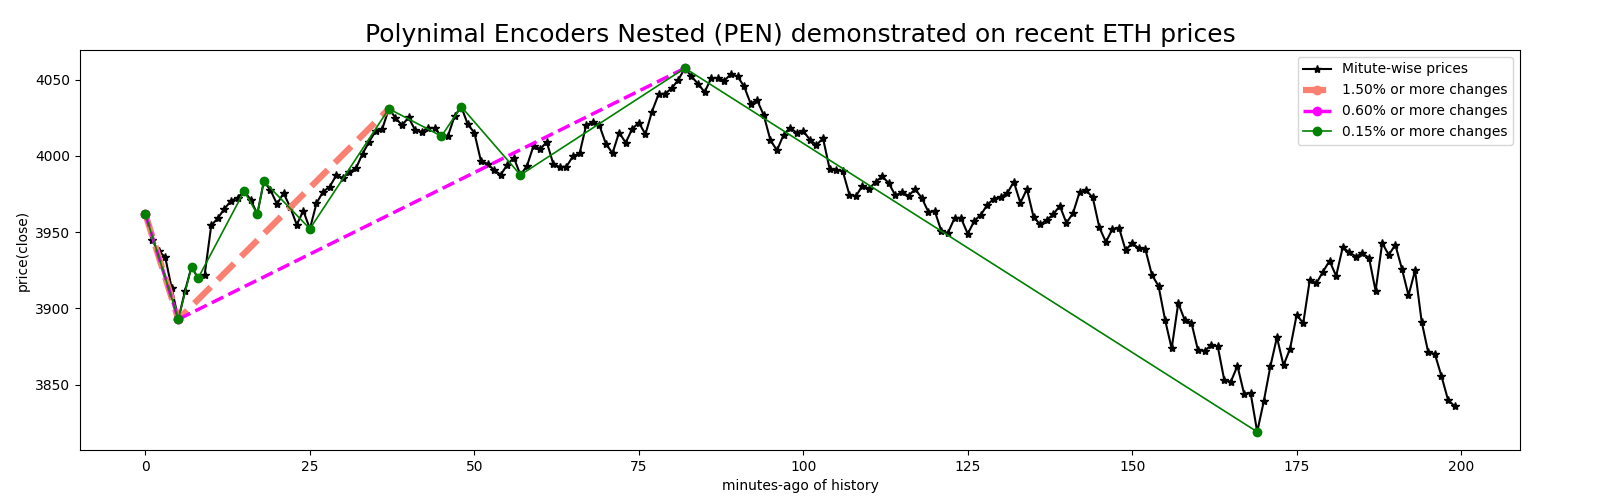 Polynimal Encoders Nested (PEN) demonstrated on recent ETH prices
Mitute-wise prices
1.50% or more changes
0.60% or more changes
0.15% or more changes
price(close)
4050
4000
3950
3900
3850
0 25 50 75 100 125 150 175 200
minutes-ago of history